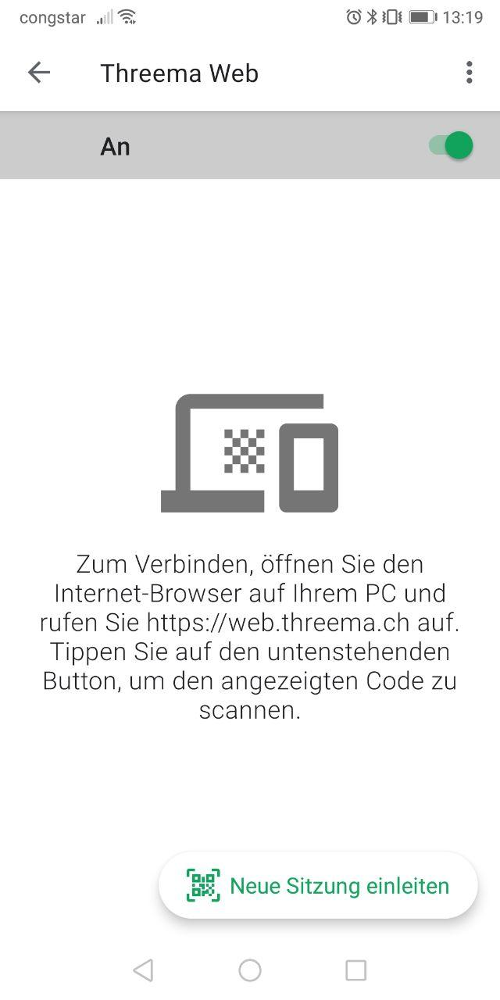 congstar 13:19
Threema Web
An
Zum Verbinden, öffnen Sie den
Internet-Browser auf Ihrem PC und
rufen Sie https://web.threema.ch auf.
Tippen Sie auf den untenstehenden
Button, um den angezeigten Code zu
scannen.
Neue Sitzung einleiten